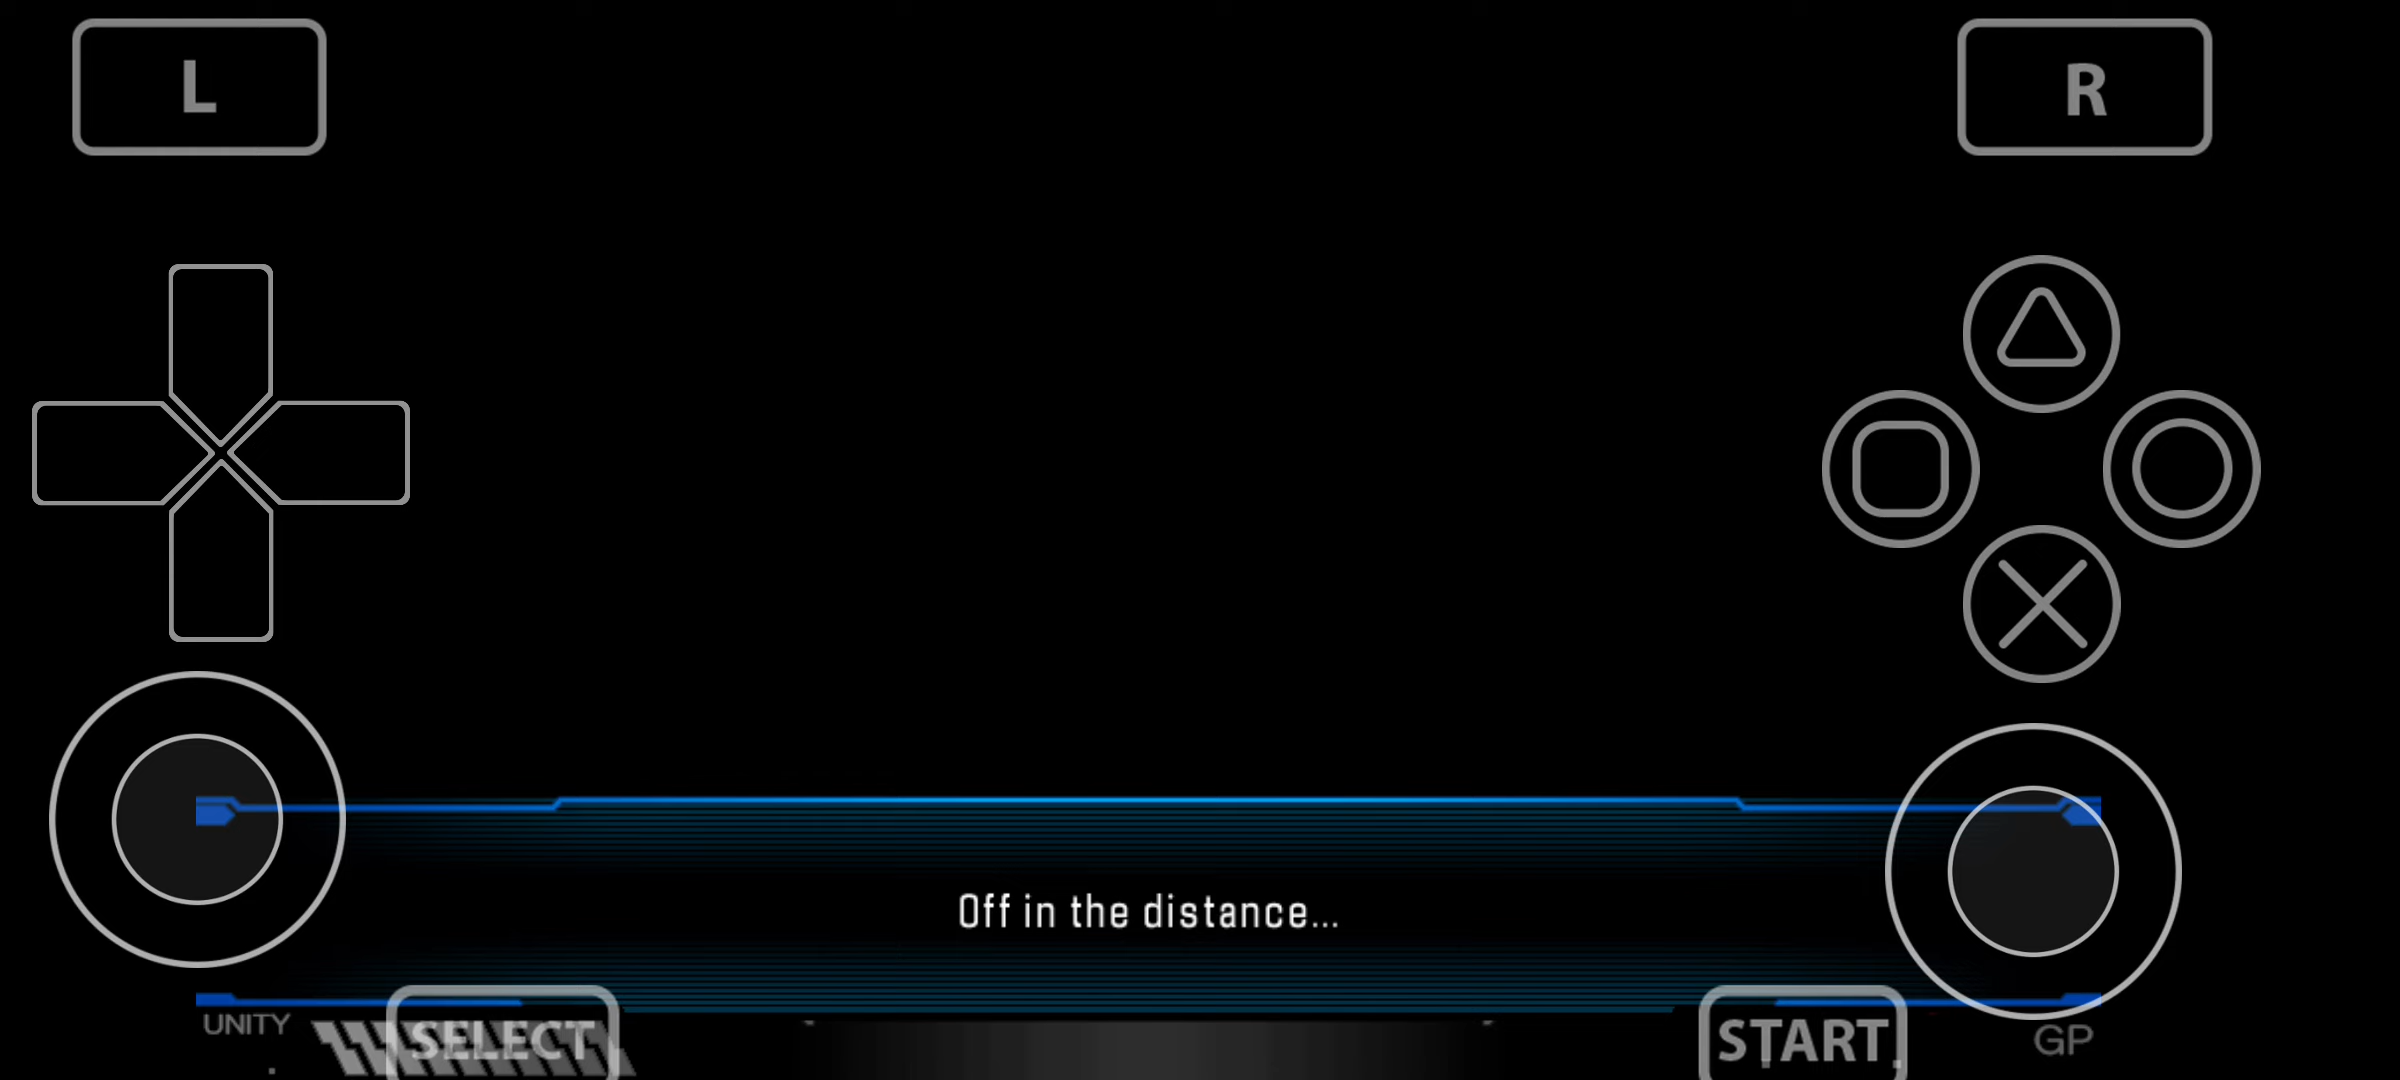 L
R
Off in the distance...
UNITY
SELECT
START
GP